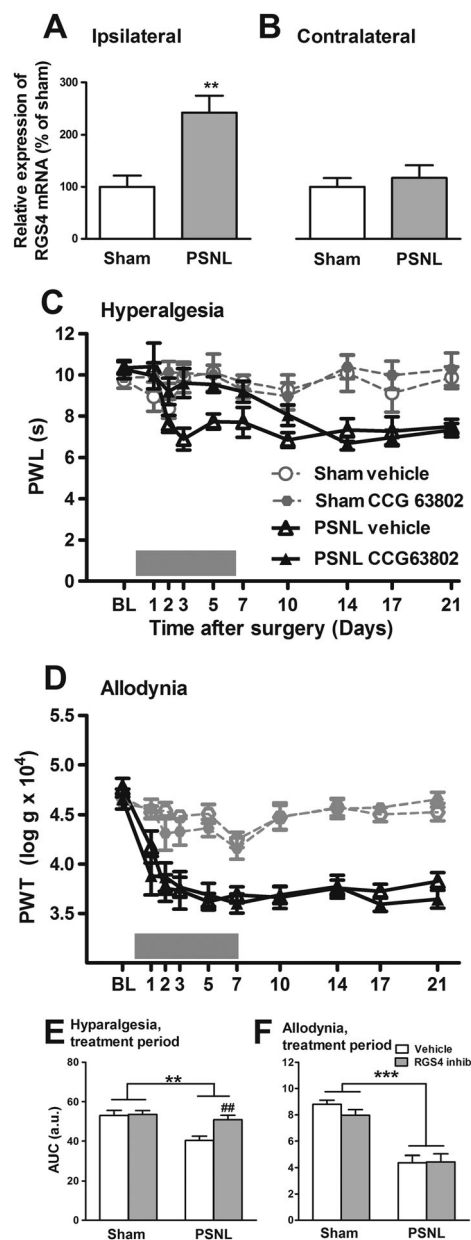 A Ipsilateral
B Contralateral
Relative expression of
RGS4 mRNA (% of sham)
300
200
100
0
**
Sham PSNL
Sham PSNL
C Hyperalgesia
PWL (s)
12
10
8
6
4
2
0
Sham vehicle
Sham CCG 63802
PSNL vehicle
PSNL CCG63802
BL 1 2 3 5 7 10 14 17 21
Time after surgery (Days)
D Allodynia
PWT (log g x 10⁴)
5.5
5.0
4.5
4.0
3.5
BL 1 2 3 5 7 10 14 17 21
E Hyparalgesia,
treatment period
AUC (a.u.)
80
60
40
20
0
**
##
Sham PSNL
F Allodynia,
treatment period
Vehicle
RGS4 inhib
12
10
8
6
4
2
0
***
Sham PSNL